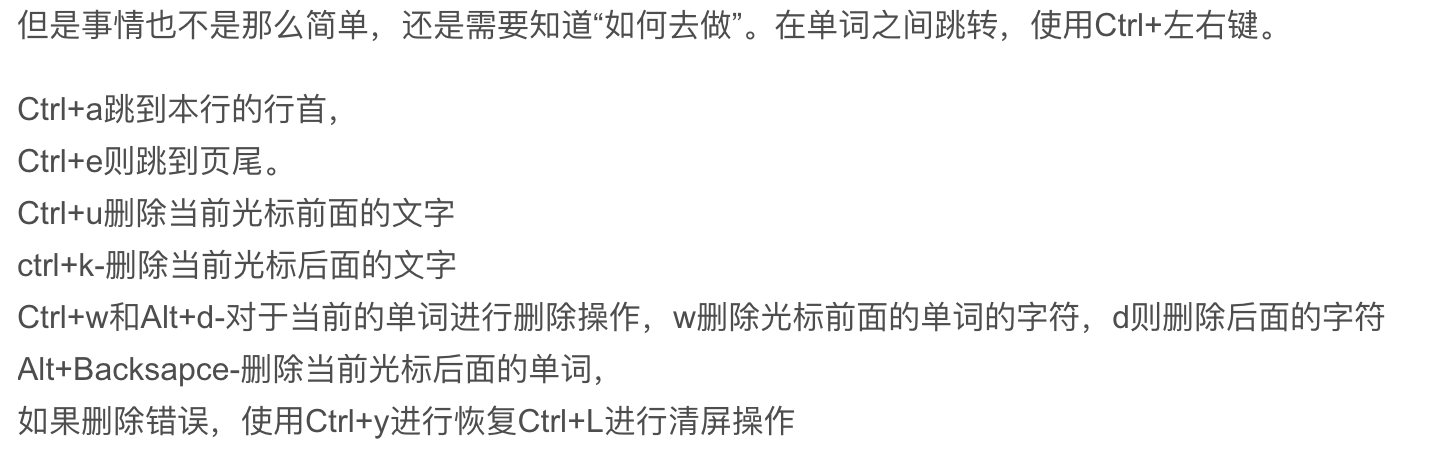 但是事情也不是那么简单，还是需要知道“如何去做”。在单词之间跳转，使用Ctrl+左右键。
Ctrl+a跳到本行的行首，
Ctrl+e则跳到页尾。
Ctrl+u删除当前光标前面的文字
ctrl+k-删除当前光标后面的文字
Ctrl+w和Alt+d-对于当前的单词进行删除操作，w删除光标前面的单词的字符，d则删除后面的字符
Alt+Backsapce-删除当前光标后面的单词，
如果删除错误，使用Ctrl+y进行恢复Ctrl+L进行清屏操作